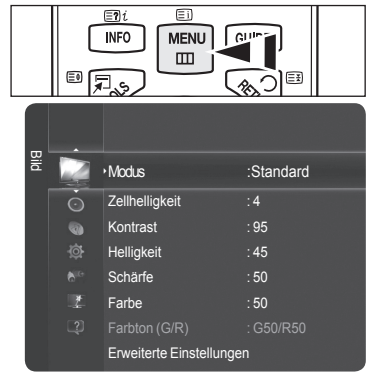 INFO
MENU
GUIDE
Bild
Modus :Standard
Zellhelligkeit : 4
Kontrast : 95
Helligkeit : 45
Schärfe : 50
Farbe : 50
Farbton (G/R) : G50/R50
Erweiterte Einstellungen